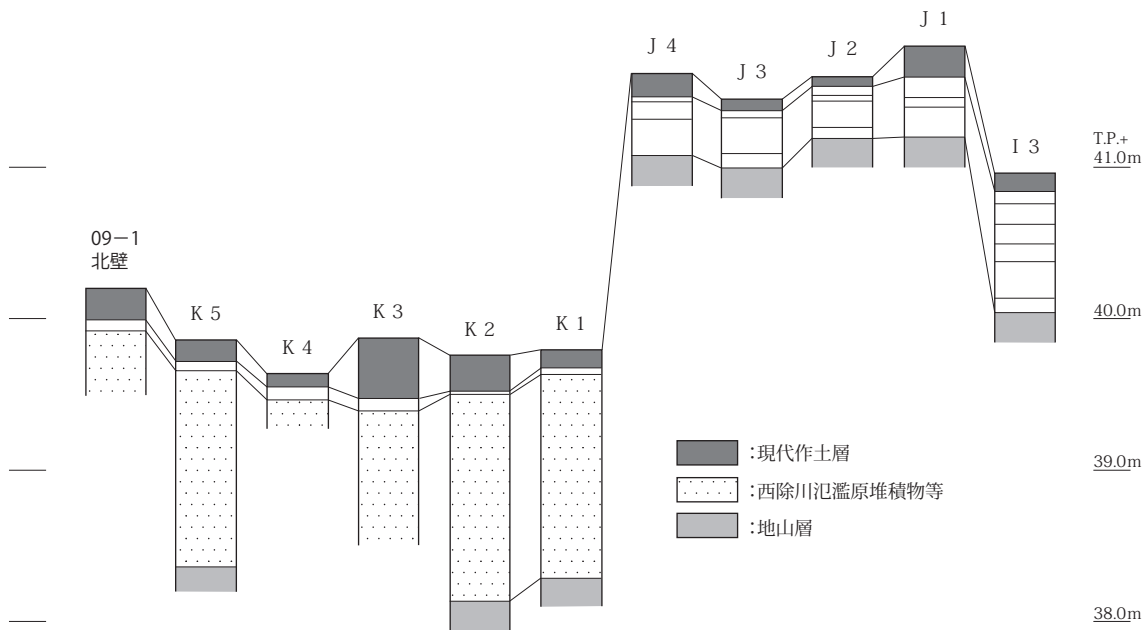 J 1
J 4
J 2
J 3
T.P.+
41.0m
I 3
09－1
北壁
K 5
K 3
K 2
K 1
40.0m
K 4
:現代作土層
39.0m
:西除川氾濫原堆積物等
:地山層
38.0m